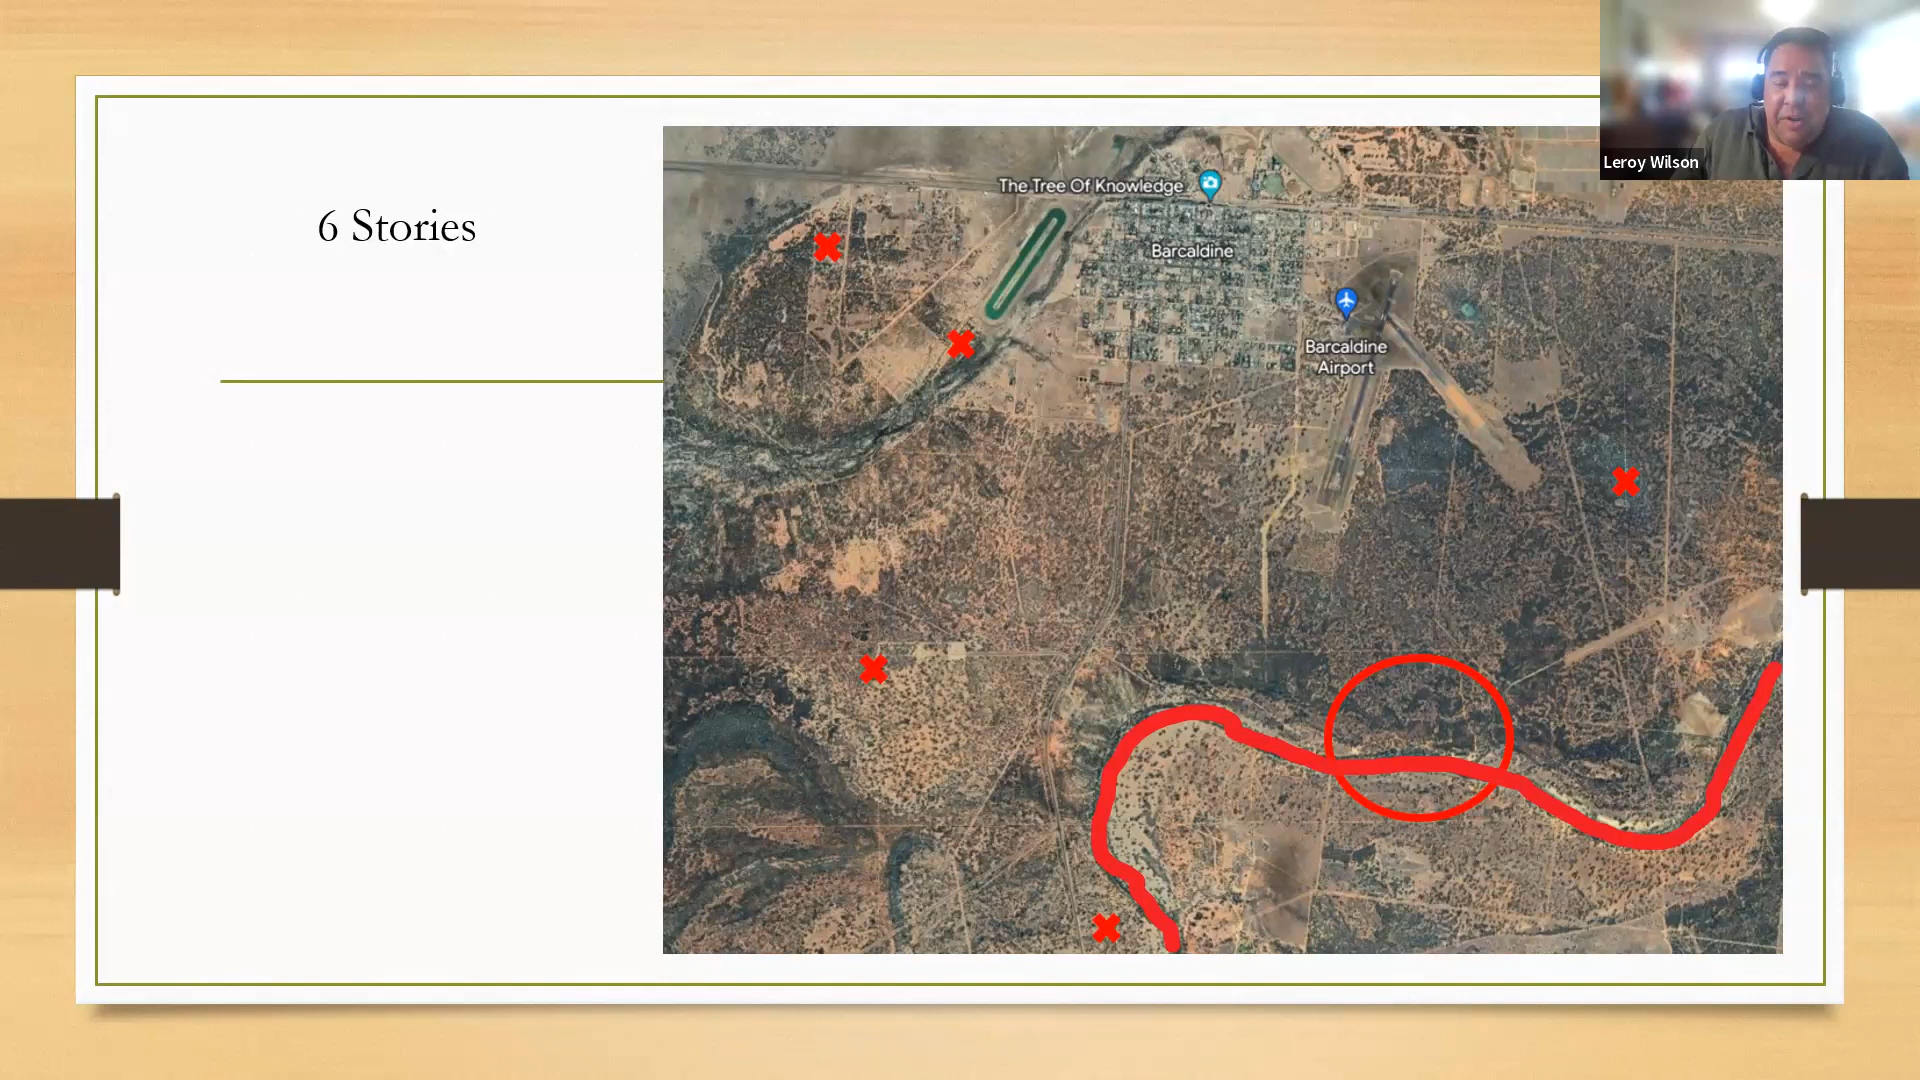 Leroy Wilson
6 Stories
The Tree Of Knowledge
Barcaldine
Barcaldine
Airport